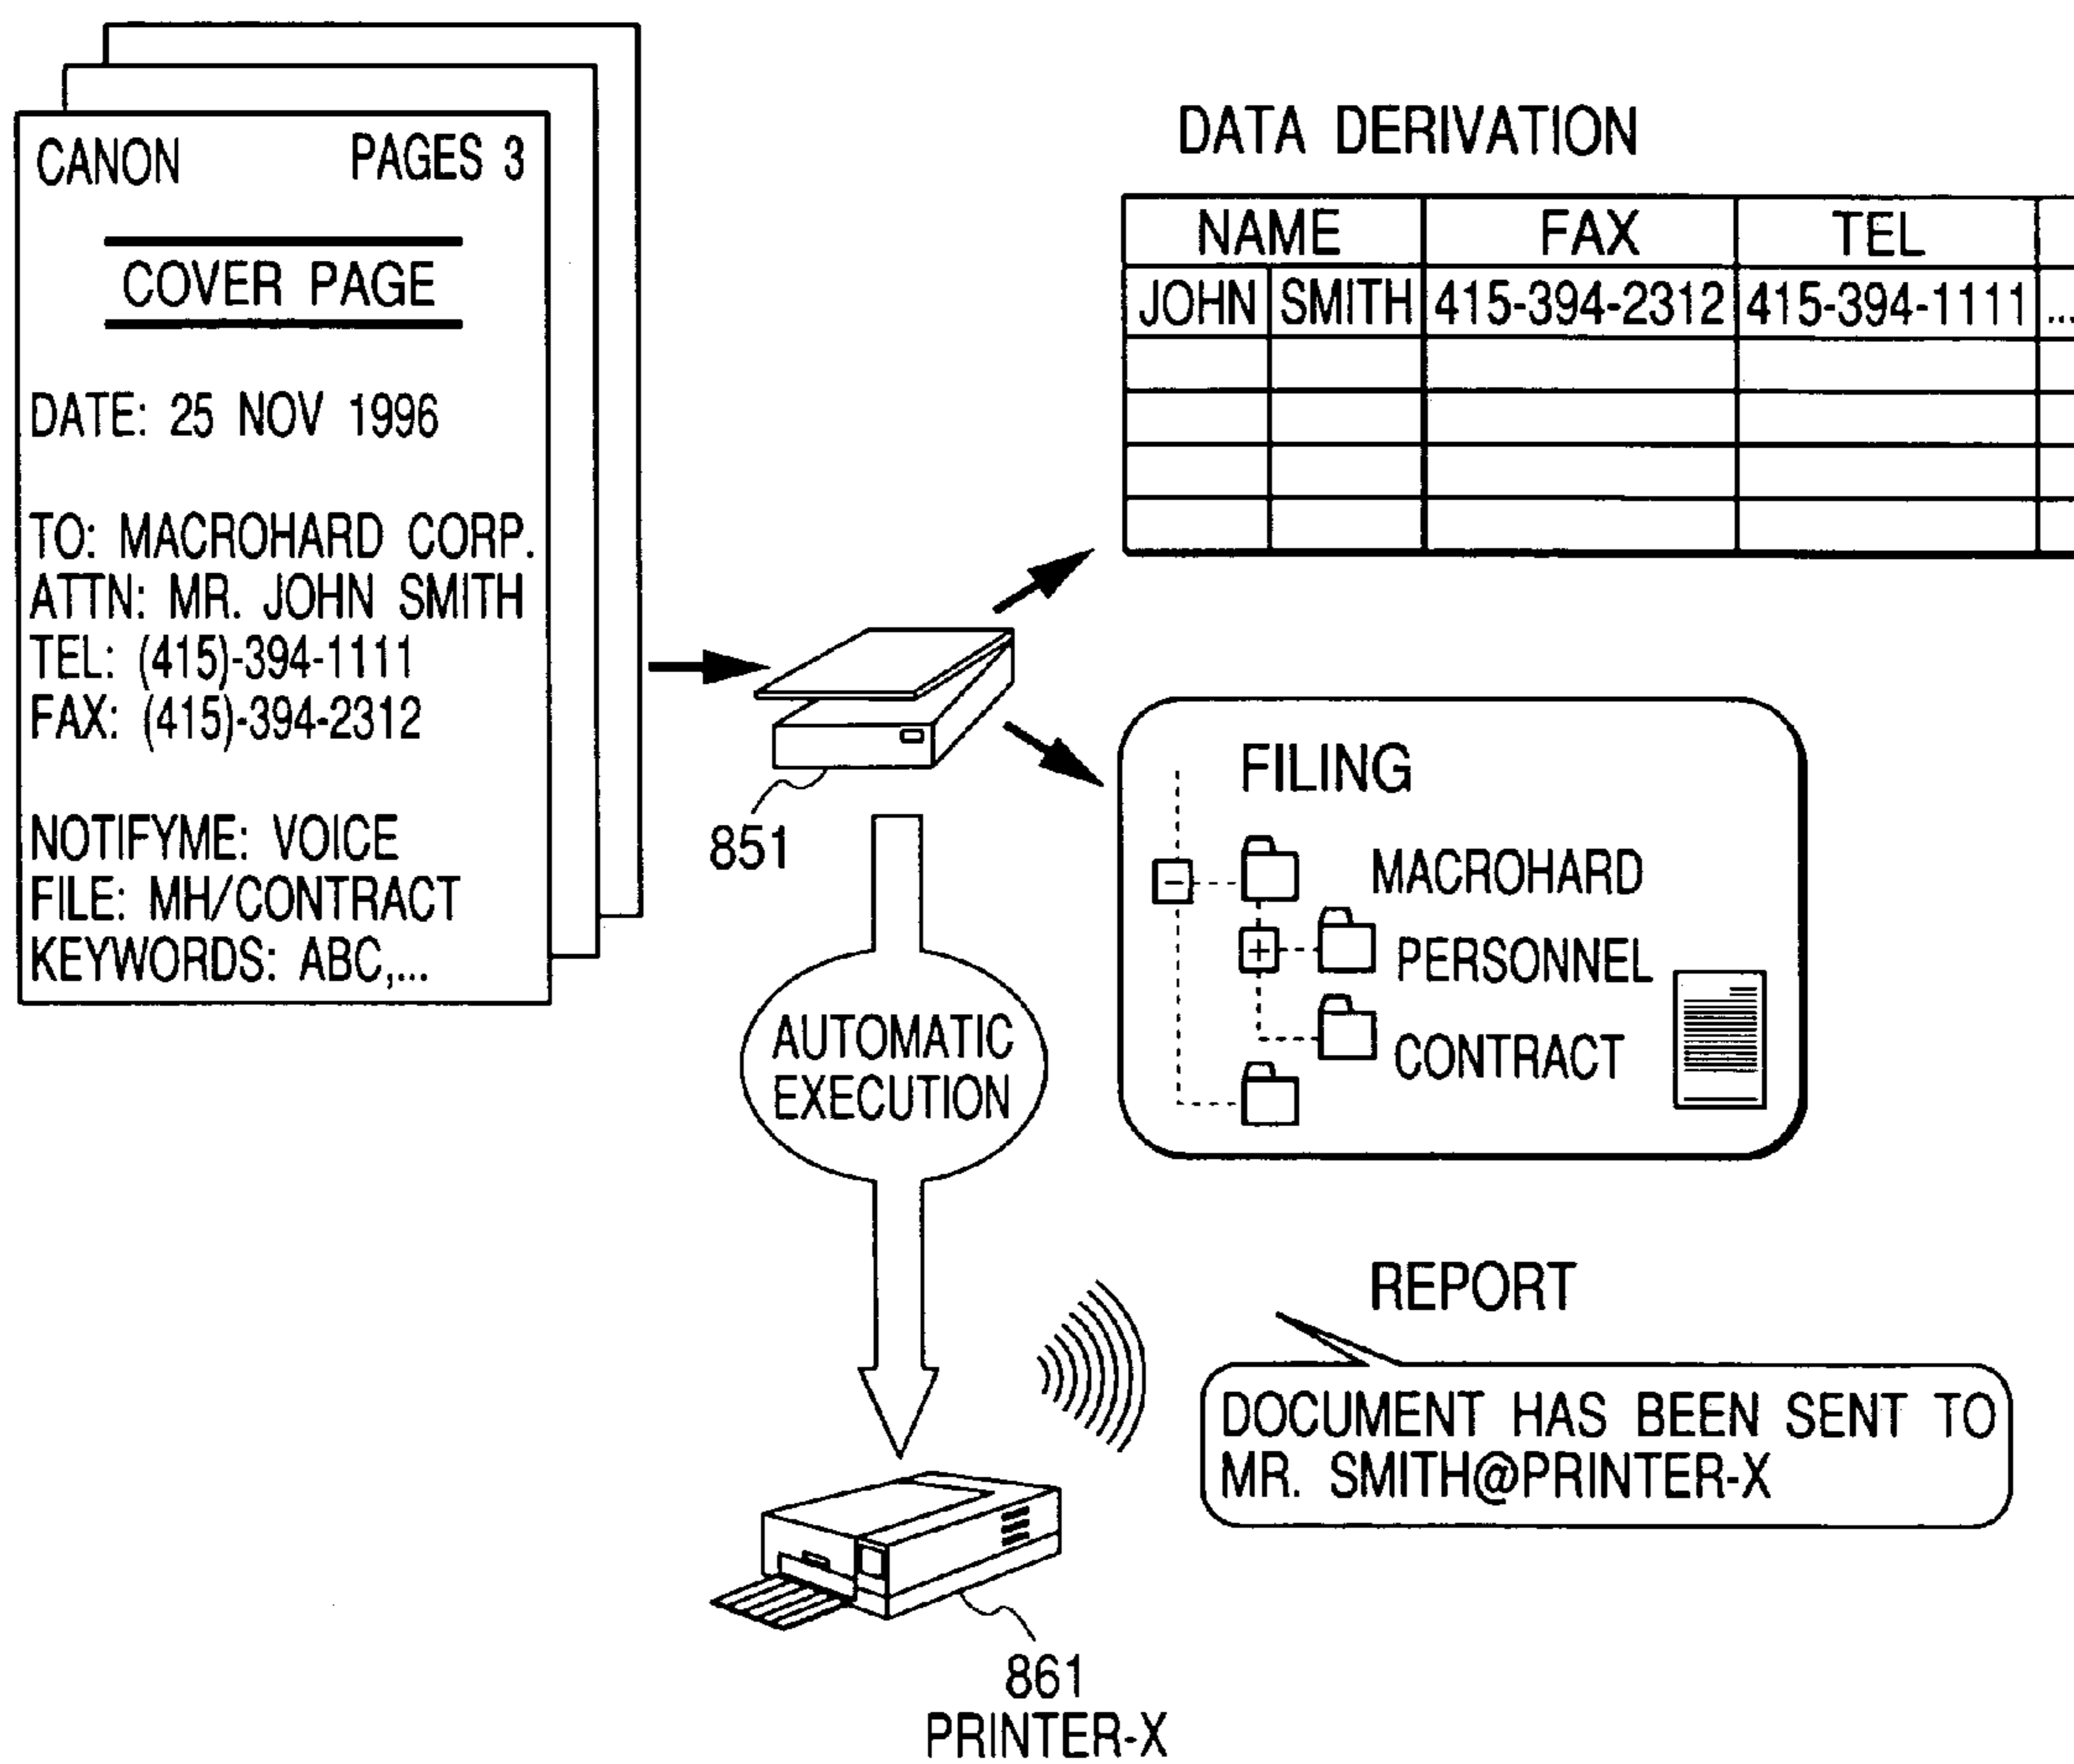 CANON PAGES 3
COVER PAGE
DATE: 25 NOV 1996
TO: MACROHARD CORP.
ATTN: MR. JOHN SMITH
TEL: (415)-394-1111
FAX: (415)-394-2312
NOTIFYME: VOICE
FILE: MH/CONTRACT
KEYWORDS: ABC,...
851
DATA DERIVATION
NAME FAX TEL
JOHN SMITH 415-394-2312 415-394-1111 ...
FILING
MACROHARD
PERSONNEL
CONTRACT
AUTOMATIC
EXECUTION
REPORT
DOCUMENT HAS BEEN SENT TO
MR. SMITH@PRINTER-X
861
PRINTER-X